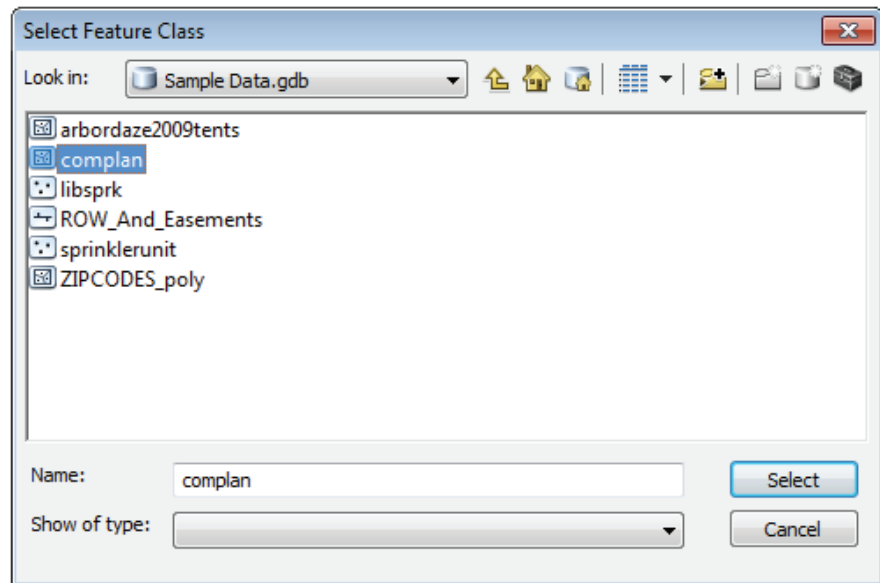 Select Feature Class
Look in: Sample Data.gdb
arbordaze2009tents
complan
libsprk
ROW_And_Easements
sprinklerunit
ZIPCODES_poly
Name: complan Select
Show of type: Cancel